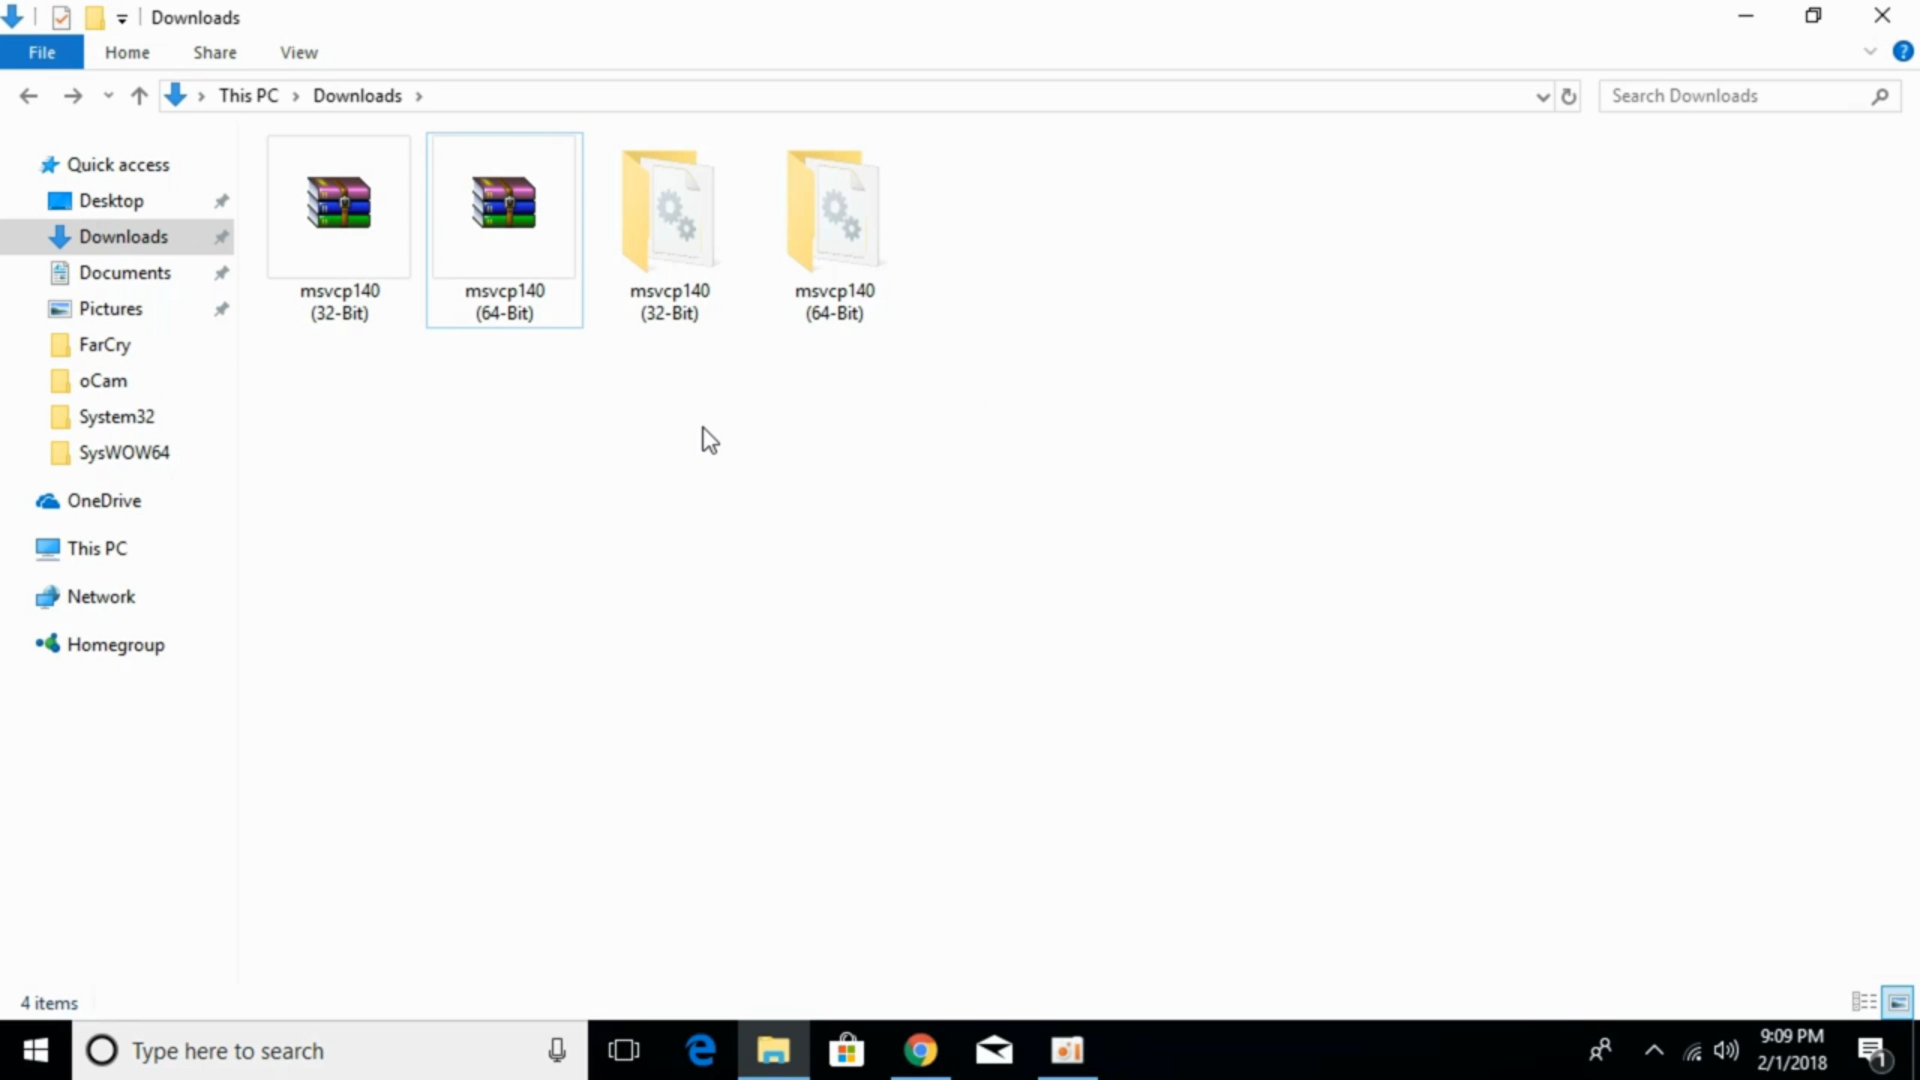 Downloads
File Home Share View
This PC Downloads
Search Downloads
Quick access
Desktop
Downloads
Documents
Pictures
FarCry
oCam
System32
SysWOW64
OneDrive
This PC
Network
Homegroup
msvcp140
(32-Bit)
msvcp140
(64-Bit)
msvcp140
(32-Bit)
msvcp140
(64-Bit)
4 items
Type here to search
9:09 PM
2/1/2018
1